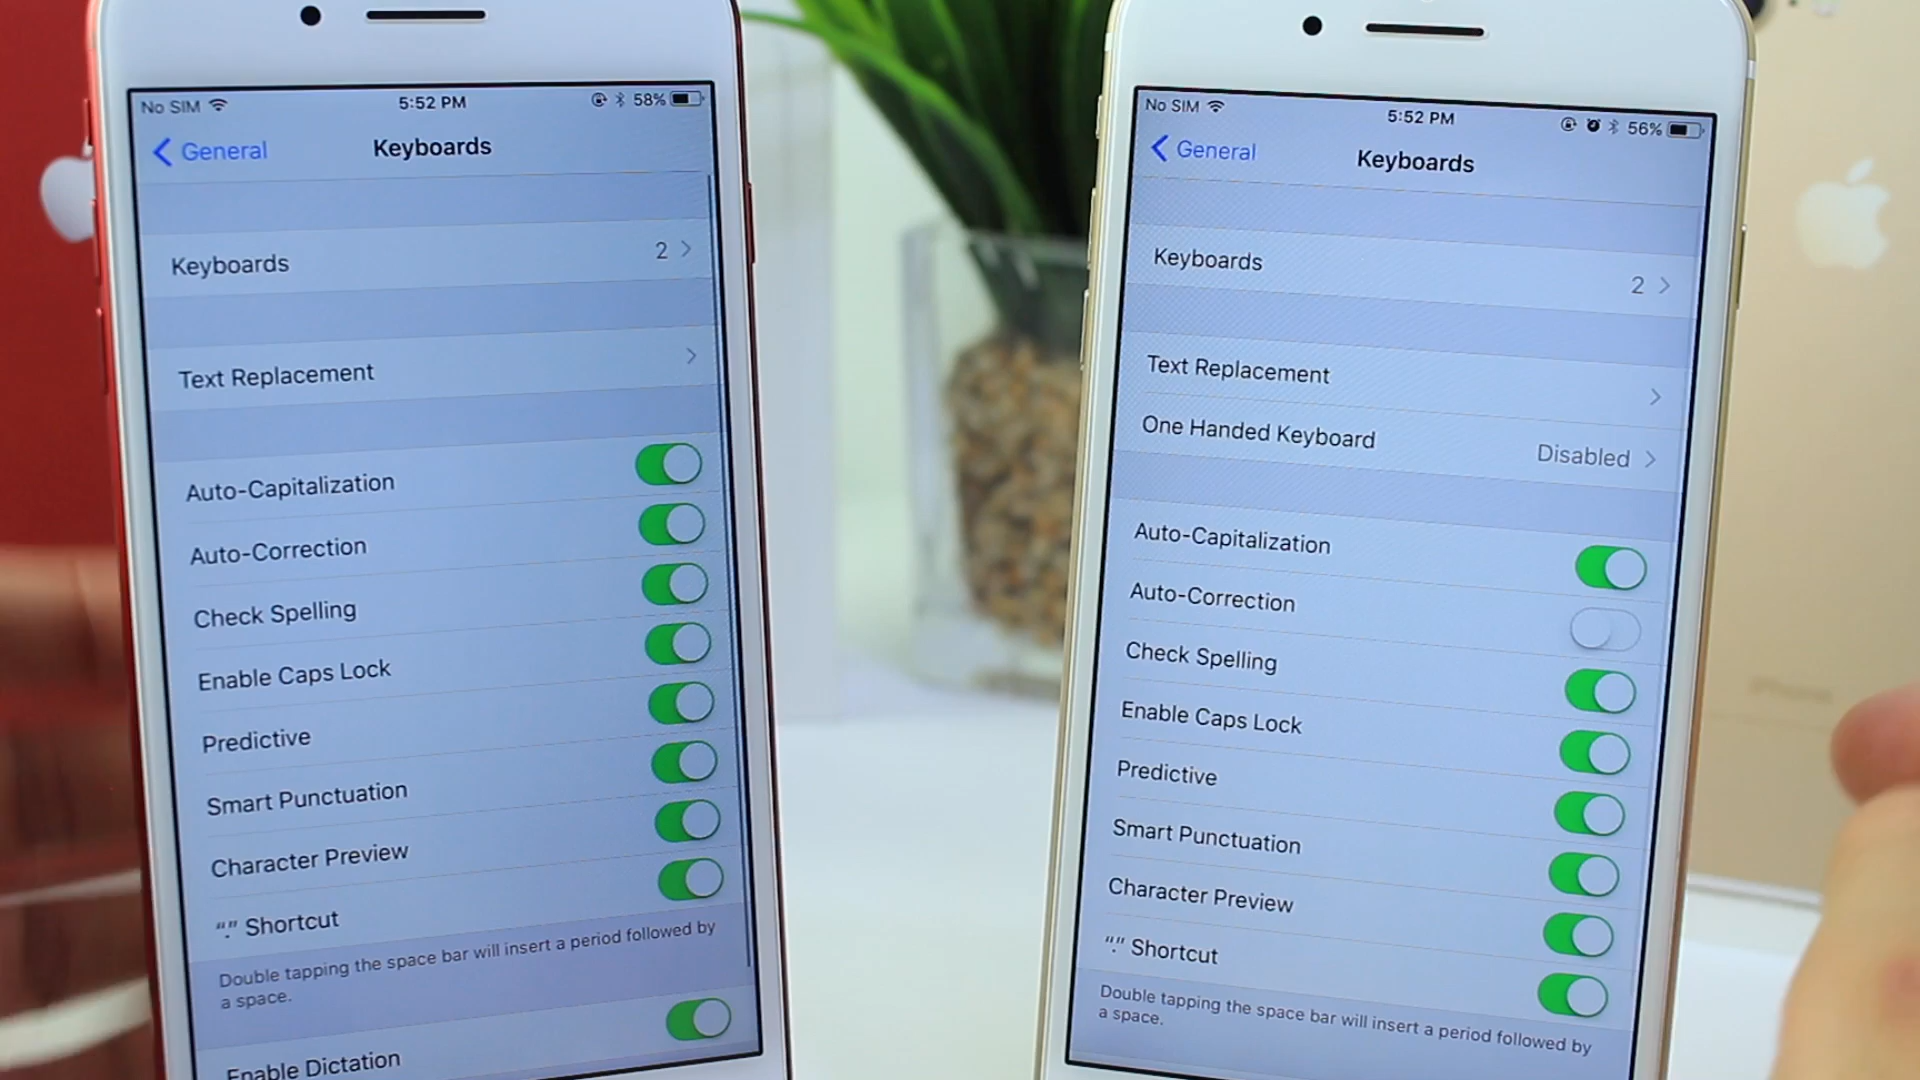 No SIM 5:52 PM 58%
General Keyboards
Keyboards 2
Text Replacement
Auto-Capitalization
Auto-Correction
Check Spelling
Enable Caps Lock
Predictive
Smart Punctuation
Character Preview
“.” Shortcut
Double tapping the space bar will insert a period followed by
a space.
Enable Dictation
No SIM 5:52 PM 56%
General Keyboards
Keyboards 2
Text Replacement
One Handed Keyboard Disabled
Auto-Capitalization
Auto-Correction
Check Spelling
Enable Caps Lock
Predictive
Smart Punctuation
Character Preview
“.” Shortcut
Double tapping the space bar will insert a period followed by
a space.